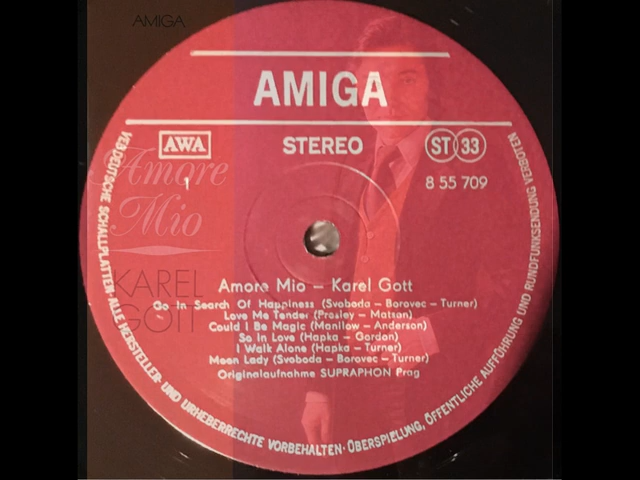 AMIGA
AMIGA
AWA
STEREO
ST 33
1
8 55 709
Amore
Mio
KAREL
GOTT
Amore Mio – Karel Gott
Go In Search Of Happiness (Svoboda – Borovec – Turner)
Love Me Tender (Presley – Matson)
Could I Be Magic (Manilow – Anderson)
So In Love (Hapka – Gordon)
I Walk Alone (Hapka – Turner)
Moon Lady (Svoboda – Borovec – Turner)
Originalaufnahme SUPRAPHON Prag
VEB DEUTSCHE SCHALLPLATTEN · ALLE HERSTELLER- UND URHEBERRECHTE VORBEHALTEN · ÜBERSPIELUNG, ÖFFENTLICHE AUFFÜHRUNG UND RUNDFUNKSENDUNG VERBOTEN